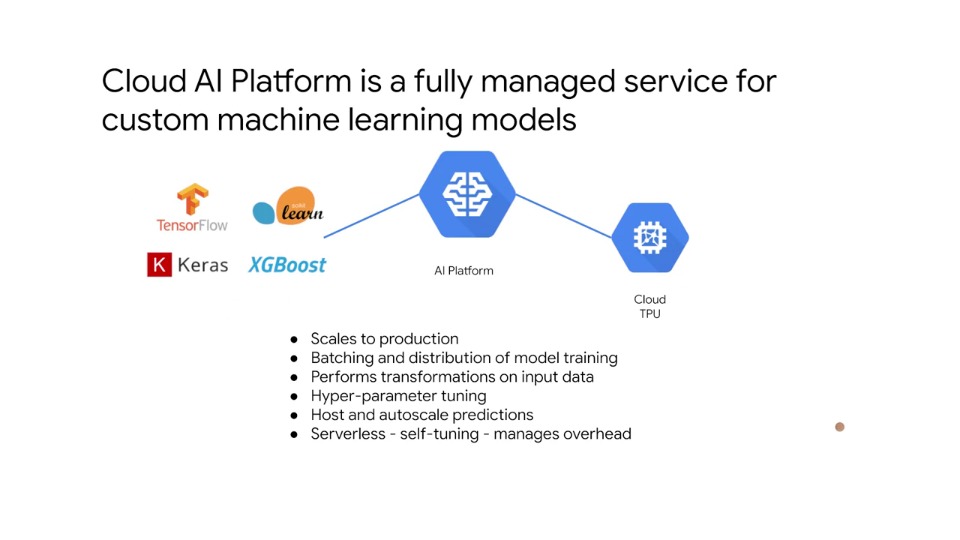 Cloud AI Platform is a fully managed service for
custom machine learning models
TensorFlow
scikit
learn
K Keras
XGBoost
AI Platform
Cloud
TPU
● Scales to production
● Batching and distribution of model training
● Performs transformations on input data
● Hyper-parameter tuning
● Host and autoscale predictions
● Serverless - self-tuning - manages overhead